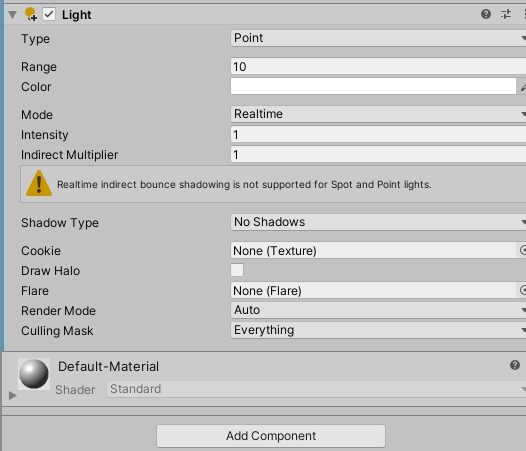 Light
Type Point
Range 10
Color
Mode Realtime
Intensity 1
Indirect Multiplier 1
Realtime indirect bounce shadowing is not supported for Spot and Point lights.
Shadow Type No Shadows
Cookie None (Texture)
Draw Halo
Flare None (Flare)
Render Mode Auto
Culling Mask Everything
Default-Material
Shader Standard
Add Component